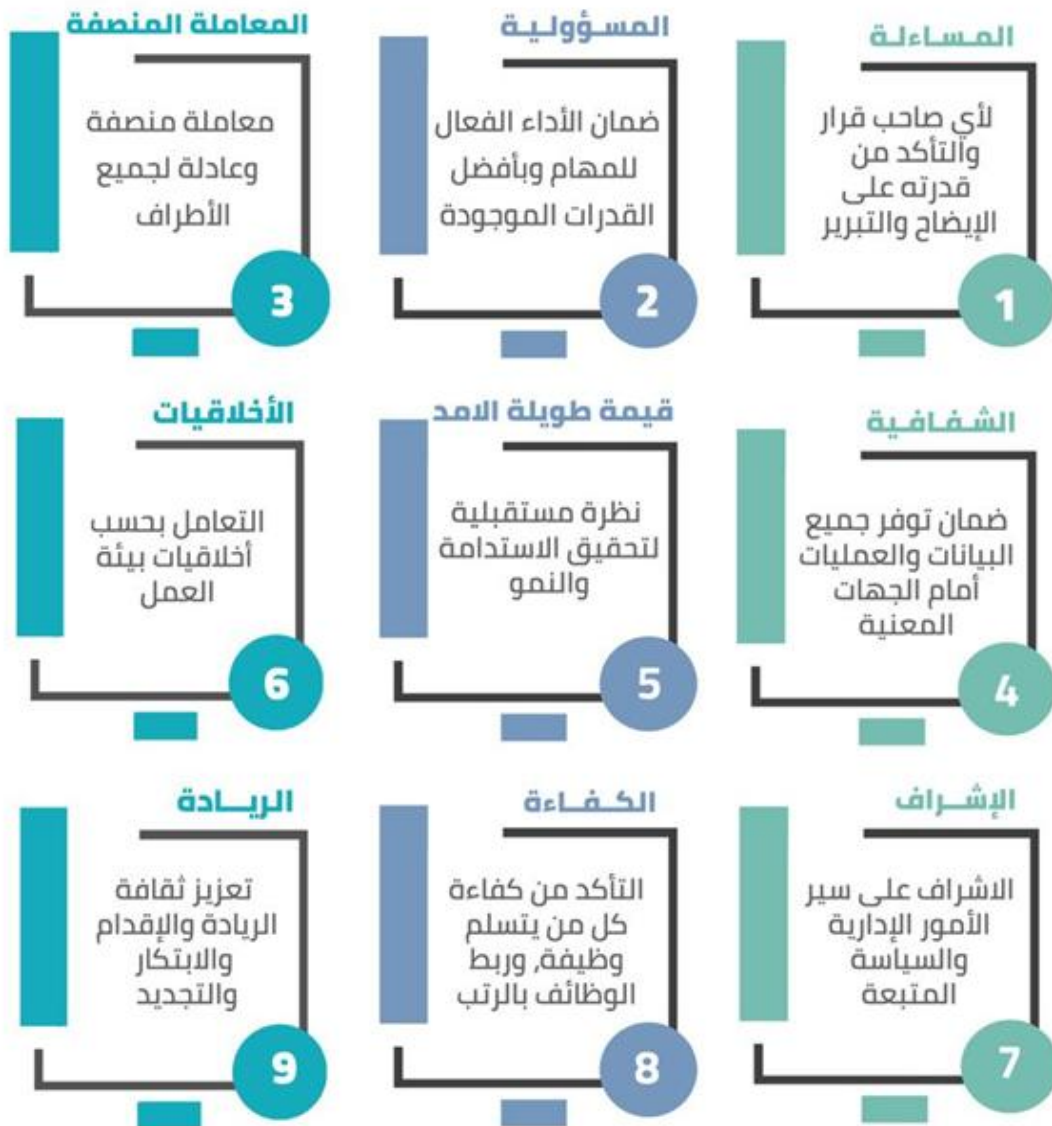 المساءلة
لأي صاحب قرار
والتأكد من
قدرته على
الإيضاح والتبرير
1
المسؤولية
ضمان الأداء الفعال
للمهام وبأفضل
القدرات الموجودة
2
المعاملة المنصفة
معاملة منصفة
وعادلة لجميع
الأطراف
3
الشفافية
ضمان توفر جميع
البيانات والعمليات
أمام الجهات
المعنية
4
قيمة طويلة الامد
نظرة مستقبلية
لتحقيق الاستدامة
والنمو
5
الأخلاقيات
التعامل بحسب
أخلاقيات بيئة
العمل
6
الإشراف
الاشراف على سير
الأمور الإدارية
والسياسة
المتبعة
7
الكفاءة
التأكد من كفاءة
كل من يتسلم
وظيفة، وربط
الوظائف بالرتب
8
الريادة
تعزيز ثقافة
الريادة والإقدام
والابتكار
والتجديد
9